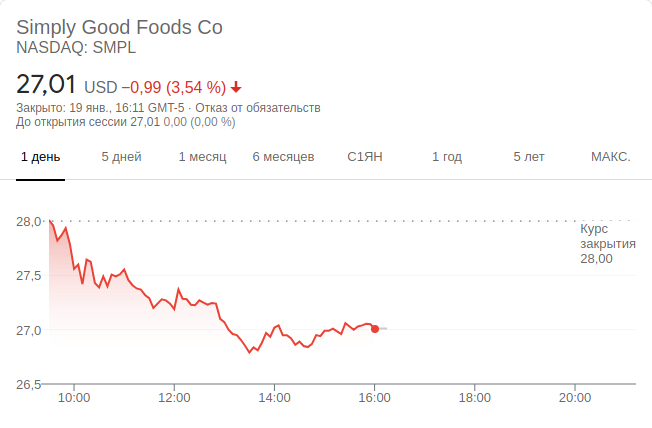 Simply Good Foods Co
NASDAQ: SMPL
27,01 USD −0,99 (3,54 %)
Закрыто: 19 янв., 16:11 GMT-5 · Отказ от обязательств
До открытия сессии 27,01 0,00 (0,00 %)
1 день 5 дней 1 месяц 6 месяцев С1ЯН 1 год 5 лет МАКС.
28,0
Курс
закрытия
28,00
27,5
27,0
26,5
10:00 12:00 14:00 16:00 18:00 20:00